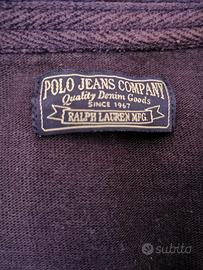 POLO JEANS COMPANY
Quality Denim Goods
SINCE 1967
RALPH LAUREN MFG.
subito